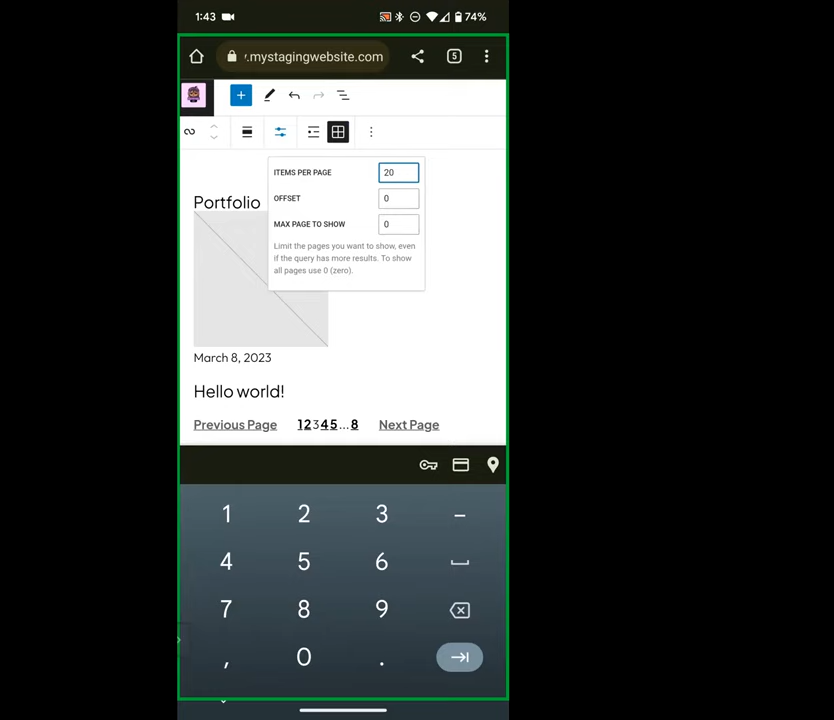 1:43
74%
.mystagingwebsite.com
5
ITEMS PER PAGE 20
OFFSET 0
MAX PAGE TO SHOW 0
Limit the pages you want to show, even
if the query has more results. To show
all pages use 0 (zero).
Portfolio
March 8, 2023
Hello world!
Previous Page 12345...8 Next Page
1 2 3 –
4 5 6
7 8 9
, 0 .